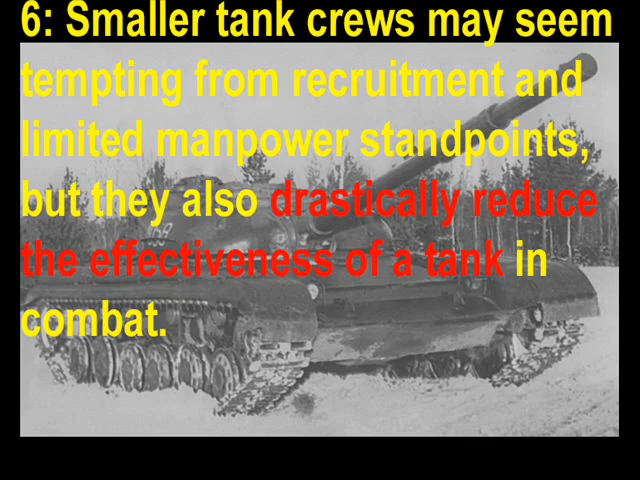 6: Smaller tank crews may seem
tempting from recruitment and
limited manpower standpoints,
but they also drastically reduce
the effectiveness of a tank in
combat.